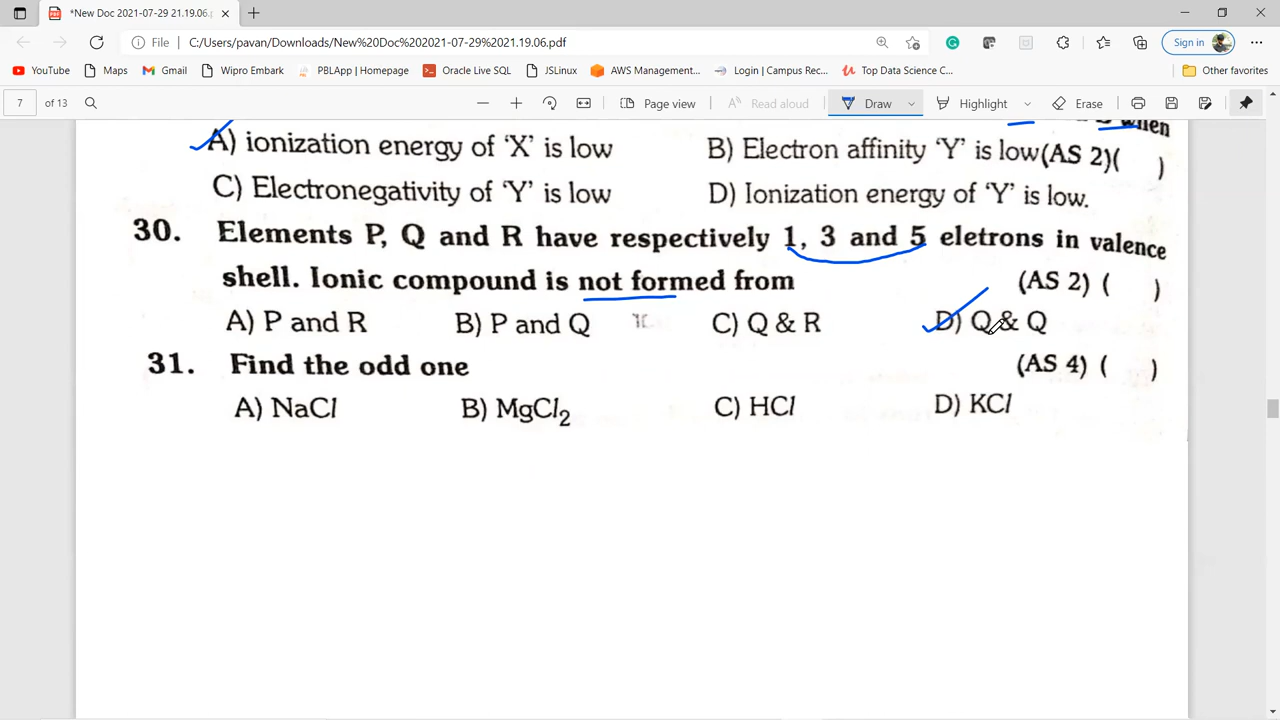 *New Doc 2021-07-29 21.19.06.p
File C:/Users/pavan/Downloads/New%20Doc%202021-07-29%2021.19.06.pdf
Sign in
YouTube Maps Gmail Wipro Embark PBLApp | Homepage Oracle Live SQL JSLinux AWS Management... Login | Campus Rec... Top Data Science C... Other favorites
7 of 13 Page view Read aloud Draw Highlight Erase
when
A) ionization energy of 'X' is low B) Electron affinity 'Y' is low (AS 2)( )
C) Electronegativity of 'Y' is low D) Ionization energy of 'Y' is low.
30. Elements P, Q and R have respectively 1, 3 and 5 eletrons in valence
shell. Ionic compound is not formed from (AS 2) ( )
A) P and R B) P and Q C) Q & R D) Q & Q
31. Find the odd one (AS 4) ( )
A) NaCl B) MgCl₂ C) HCl D) KCl